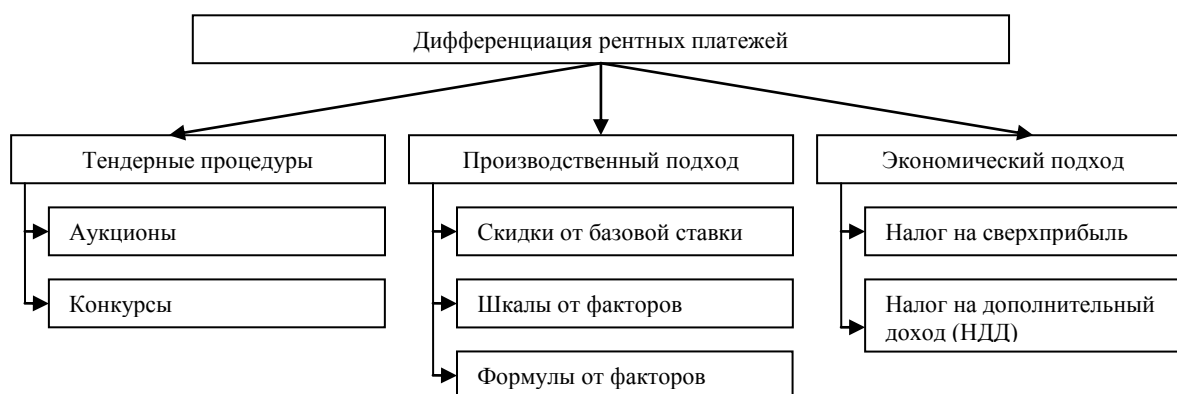 Дифференциация рентных платежей
Тендерные процедуры
Аукционы
Конкурсы
Производственный подход
Скидки от базовой ставки
Шкалы от факторов
Формулы от факторов
Экономический подход
Налог на сверхприбыль
Налог на дополнительный
доход (НДД)